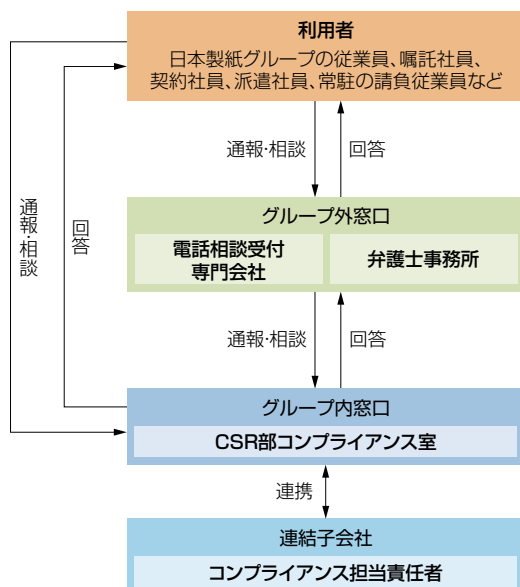 利用者
日本製紙グループの従業員、嘱託社員、
契約社員、派遣社員、常駐の請負従業員など
通報・相談
回答
通報・相談
回答
グループ外窓口
電話相談受付
専門会社
弁護士事務所
通報・相談
回答
グループ内窓口
CSR部コンプライアンス室
連携
連結子会社
コンプライアンス担当責任者